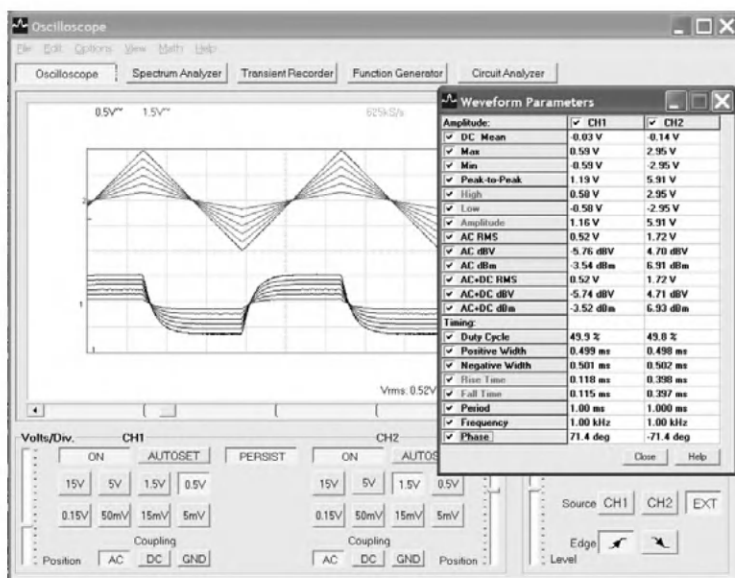 Oscilloscope
File Edit Options View Math Help
Oscilloscope Spectrum Analyzer Transient Recorder Function Generator Circuit Analyzer
0.5V~ 1.5V~ 625kS/s
2
1
Vrms: 0.52V
Waveform Parameters
Amplitude: CH1 CH2
DC Mean -0.03 V -0.14 V
Max 0.59 V 2.95 V
Min -0.59 V -2.95 V
Peak-to-Peak 1.19 V 5.91 V
High 0.58 V 2.95 V
Low -0.58 V -2.95 V
Amplitude 1.16 V 5.91 V
AC RMS 0.52 V 1.72 V
AC dBV -5.76 dBV 4.70 dBV
AC dBm -3.54 dBm 6.91 dBm
AC+DC RMS 0.52 V 1.72 V
AC+DC dBV -5.74 dBV 4.71 dBV
AC+DC dBm -3.52 dBm 6.93 dBm
Timing:
Duty Cycle 49.9 % 49.8 %
Positive Width 0.499 ms 0.498 ms
Negative Width 0.501 ms 0.502 ms
Rise Time 0.118 ms 0.398 ms
Fall Time 0.115 ms 0.397 ms
Period 1.00 ms 1.000 ms
Frequency 1.00 kHz 1.00 kHz
Phase 71.4 deg -71.4 deg
Close Help
Volts/Div. CH1 CH2
ON AUTOSET PERSIST ON AUTOS
15V 5V 1.5V 0.5V 15V 5V 1.5V 0.5V
0.15V 50mV 15mV 5mV 0.15V 50mV 15mV 5mV
Coupling Coupling
Position AC DC GND AC DC GND Position
Source CH1 CH2 EXT
Edge
Level